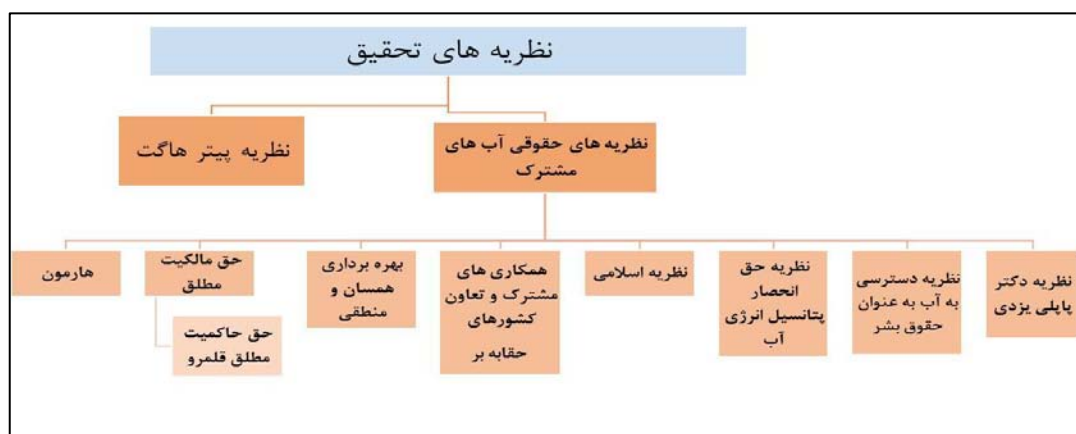 نظریه های تحقیق
نظریه های حقوقی آب های
مشترک
نظریه پیتر هاگت
نظریه دکتر
پاپلی یزدی
نظریه دسترسی
به آب به عنوان
حقوق بشر
نظریه حق
انحصار
پتانسیل انرژی
آب
نظریه اسلامی
همکاری های
مشترک و تعاون
کشورهای
حقابه بر
بهره برداری
همسان و
منطقی
حق مالکیت
مطلق
حق حاکمیت
مطلق قلمرو
هارمون